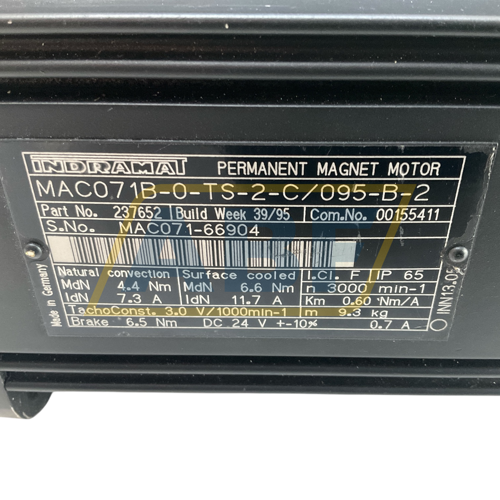 INDRAMAT PERMANENT MAGNET MOTOR
MAC071B-0-TS-2-C/095-B-2
Part No. 237652 Build Week 39/95 Com.No. 00155411
S.No. MAC071-66904
Natural convection Surface cooled I.Cl. F IP 65
MdN 4.4 Nm MdN 6.6 Nm n 3000 min-1
IdN 7.3 A IdN 11.7 A Km 0.60 Nm/A
TachoConst. 3.0 V/1000min-1 m 9.3 kg
Brake 6.5 Nm DC 24 V +-10% 0.7 A
Made in Germany